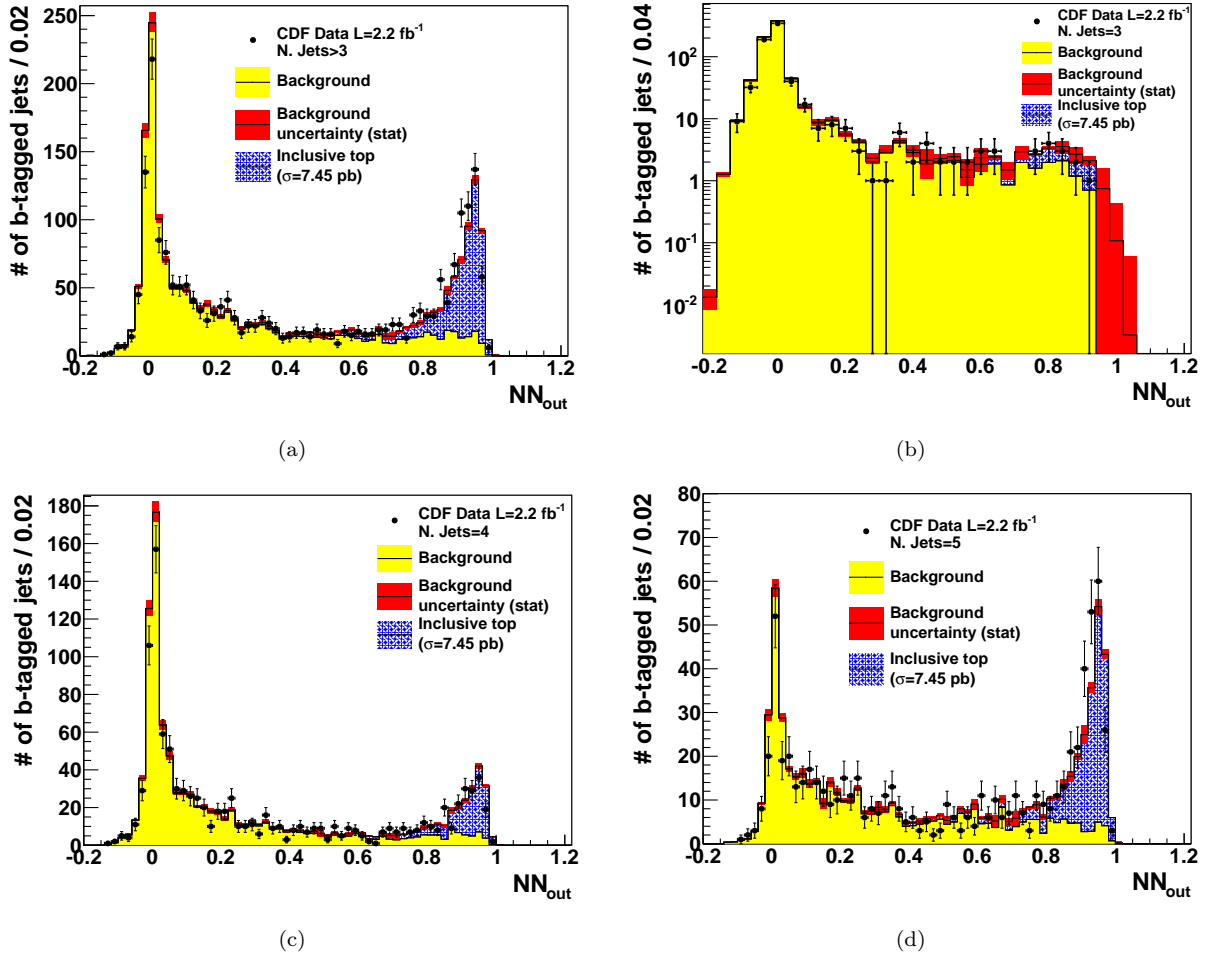 # of b-tagged jets / 0.02
250
200
150
100
50
0
CDF Data L=2.2 fb⁻¹
N. Jets>3
Background
Background
uncertainty (stat)
Inclusive top
(σ=7.45 pb)
-0.2 0 0.2 0.4 0.6 0.8 1 1.2
NN_out
(a)
# of b-tagged jets / 0.04
10²
10
1
10⁻¹
10⁻²
CDF Data L=2.2 fb⁻¹
N. Jets=3
Background
Background
uncertainty (stat)
Inclusive top
(σ=7.45 pb)
-0.2 0 0.2 0.4 0.6 0.8 1 1.2
NN_out
(b)
# of b-tagged jets / 0.02
180
160
140
120
100
80
60
40
20
0
CDF Data L=2.2 fb⁻¹
N. Jets=4
Background
Background
uncertainty (stat)
Inclusive top
(σ=7.45 pb)
-0.2 0 0.2 0.4 0.6 0.8 1 1.2
NN_out
(c)
# of b-tagged jets / 0.02
80
70
60
50
40
30
20
10
0
CDF Data L=2.2 fb⁻¹
N. Jets=5
Background
Background
uncertainty (stat)
Inclusive top
(σ=7.45 pb)
-0.2 0 0.2 0.4 0.6 0.8 1 1.2
NN_out
(d)